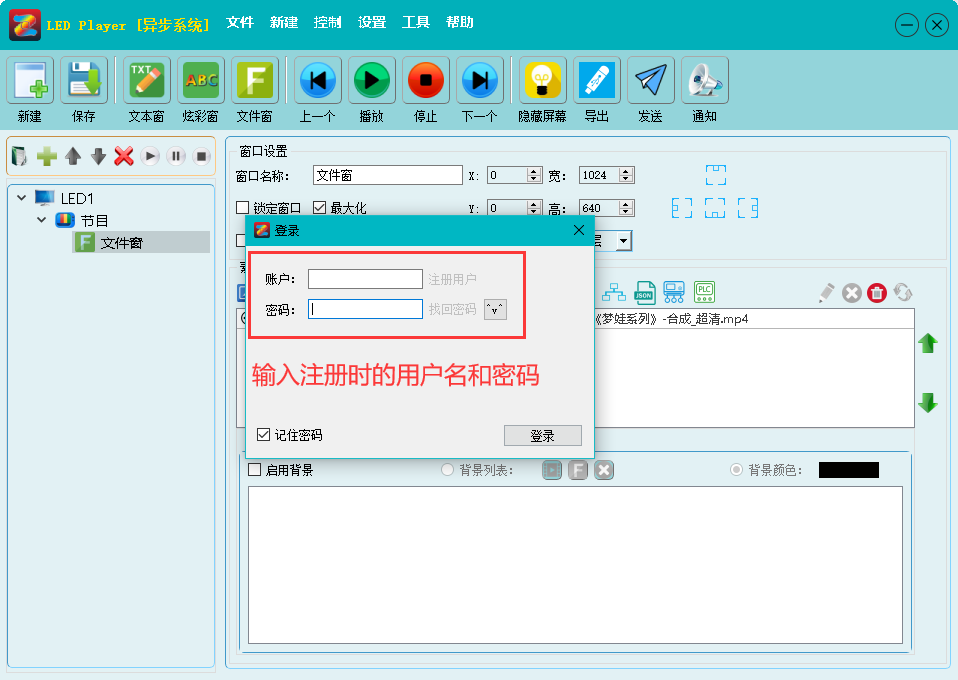 LED Player [异步系统] 文件 新建 控制 设置 工具 帮助
TXT ABC F
新建 保存 文本窗 炫彩窗 文件窗 上一个 播放 停止 下一个 隐藏屏幕 导出 发送 通知
窗口设置
窗口名称： 文件窗 X: 0 宽： 1024
锁定窗口 最大化 Y: 0 高： 640
LED1
节目
F 文件窗
登录
账户： 注册用户
密码： 找回密码 ^v^
输入注册时的用户名和密码
记住密码 登录
层
JSON PLC
《梦娃系列》-合成_超清.mp4
启用背景 背景列表： F 背景颜色：